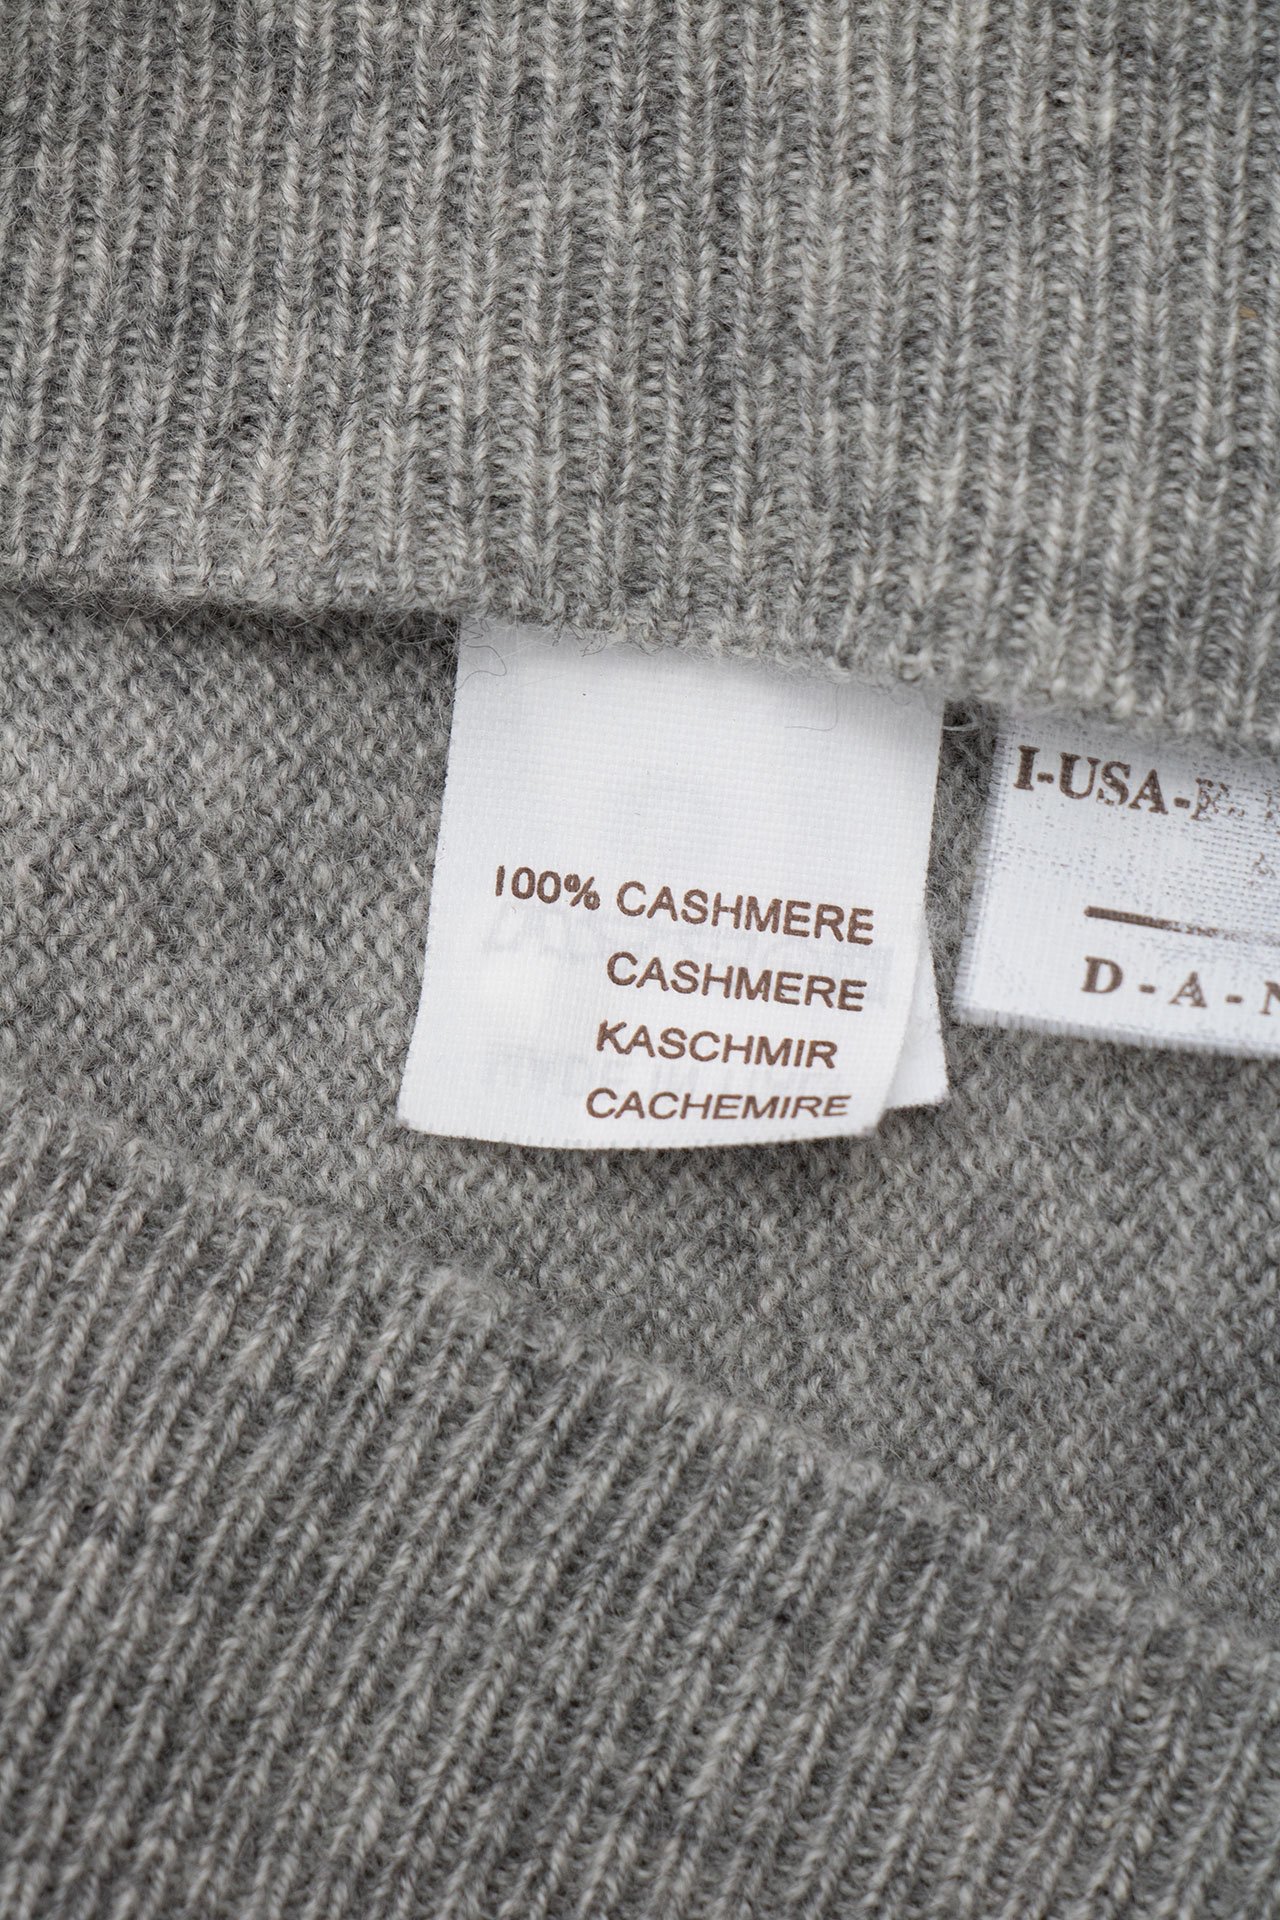 100% CASHMERE
CASHMERE
KASCHMIR
CACHEMIRE
I-USA-
D-A-